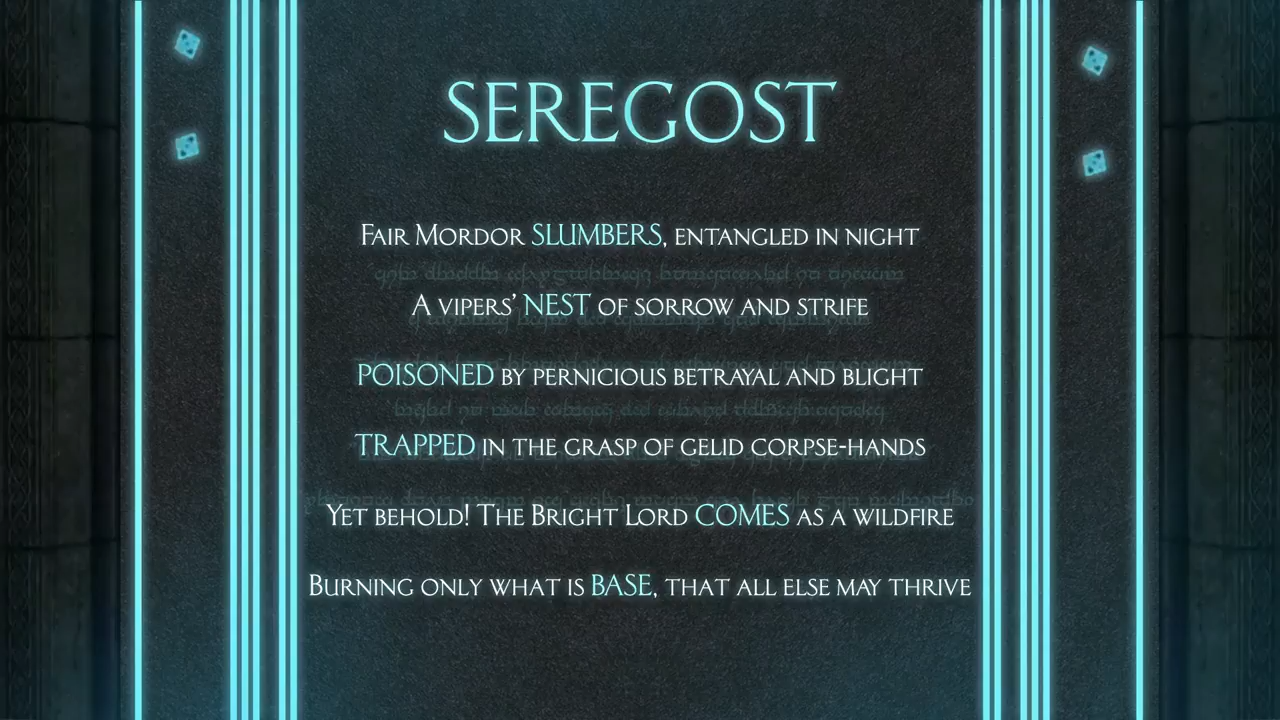 SEREGOST
FAIR MORDOR SLUMBERS, ENTANGLED IN NIGHT
A VIPERS' NEST OF SORROW AND STRIFE
POISONED BY PERNICIOUS BETRAYAL AND BLIGHT
TRAPPED IN THE GRASP OF GELID CORPSE-HANDS
YET BEHOLD! THE BRIGHT LORD COMES AS A WILDFIRE
BURNING ONLY WHAT IS BASE, THAT ALL ELSE MAY THRIVE